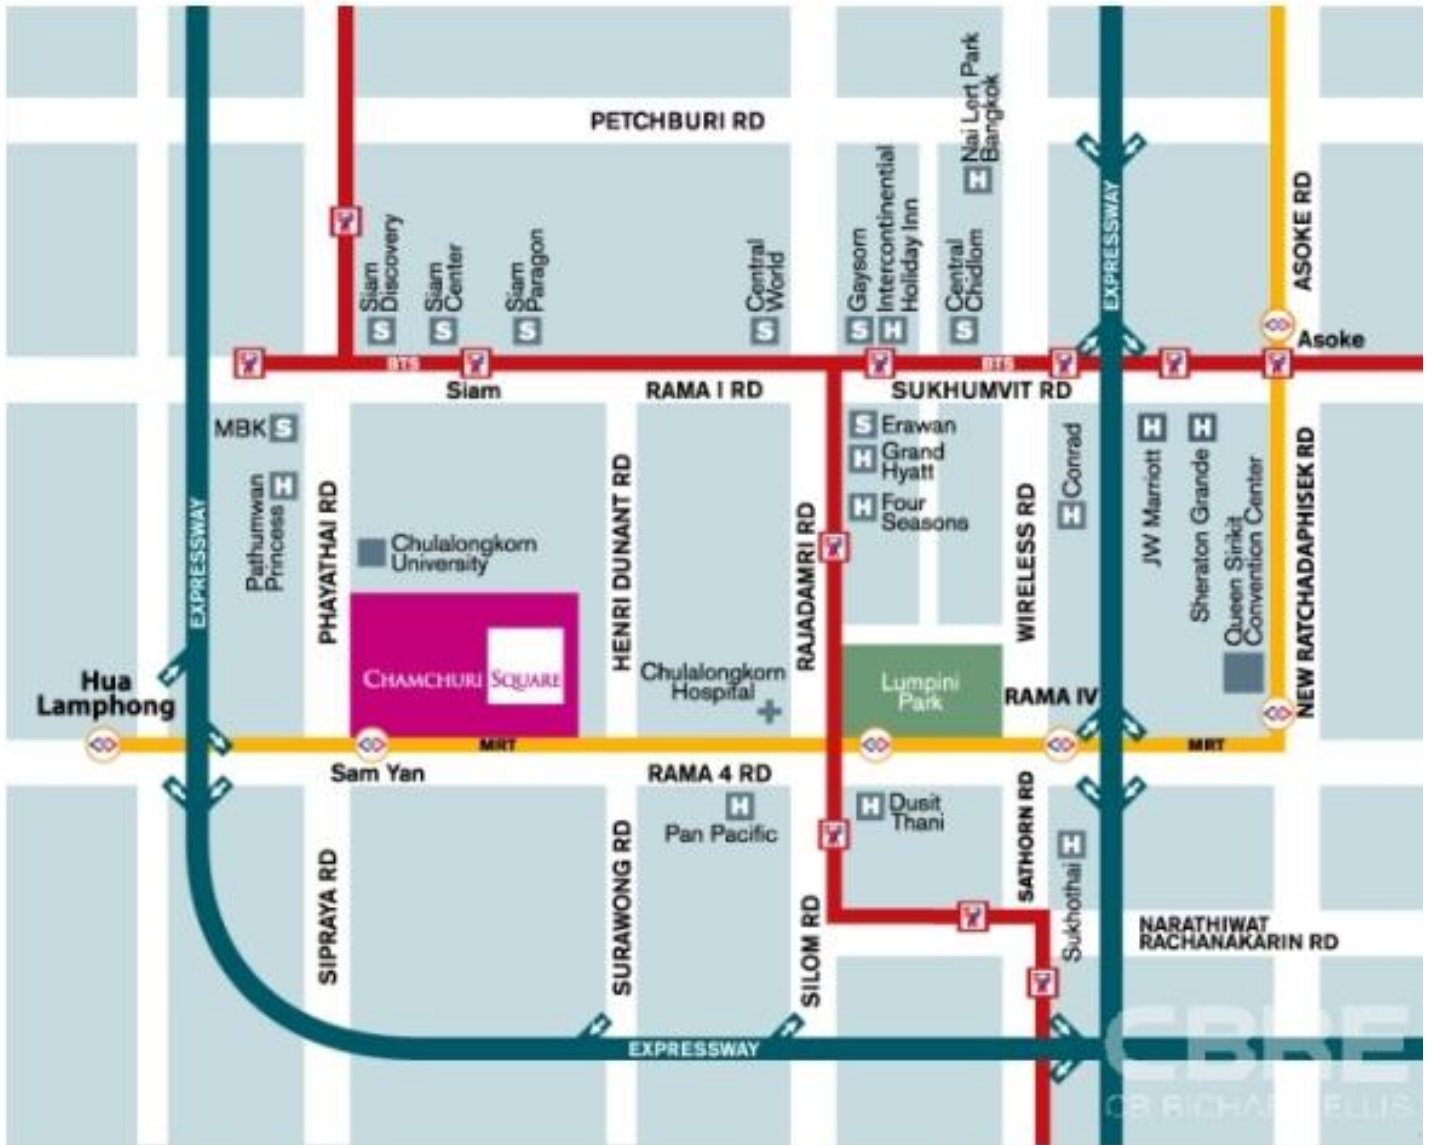 PETCHBURI RD
Nai Lert Park
Bangkok
H
EXPRESSWAY
ASOKE RD
Siam
Discovery
S
Siam
Center
S
Siam
Paragon
S
Central
World
S
Gaysorn
S
Intercontinental
Holiday Inn
H
Central
Chidlom
S
Asoke
BTS
BTS
Siam
RAMA I RD
SUKHUMVIT RD
MBK S
Pathumwan
Princess
H
EXPRESSWAY
PHAYATHAI RD
Chulalongkorn
University
HENRI DUNANT RD
RAJADAMRI RD
S Erawan
H Grand
Hyatt
H Four
Seasons
WIRELESS RD
Conrad
H
H
JW Marriott
H
Sheraton Grande
Queen Sirikit
Convention Center
NEW RATCHADAPHISEK RD
CHAMCHURI SQUARE
Chulalongkorn
Hospital
Lumpini
Park
RAMA IV
Hua
Lamphong
MRT
MRT
Sam Yan
RAMA 4 RD
H
Pan Pacific
H Dusit
Thani
SATHORN RD
H
Sukhothai
SIPRAYA RD
SURAWONG RD
SILOM RD
NARATHIWAT
RACHANAKARIN RD
EXPRESSWAY
CBRE
CB RICHARD ELLIS